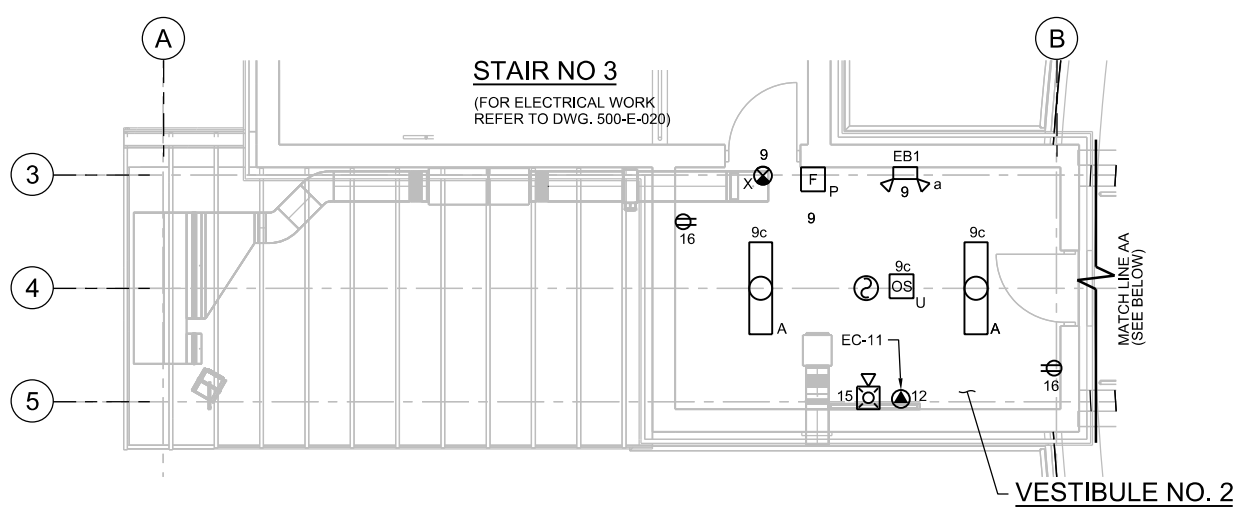 A
B
STAIR NO 3
(FOR ELECTRICAL WORK
REFER TO DWG. 500-E-020)
9
EB1
3
X
F
P
9
a
9
16
9c
9c
9c
4
OS
U
A
A
MATCH LINE AA
(SEE BELOW)
EC-11
16
5
15
12
VESTIBULE NO. 2